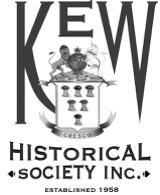 KEW
CRESCO
HISTORICAL
SOCIETY INC.
ESTABLISHED 1958